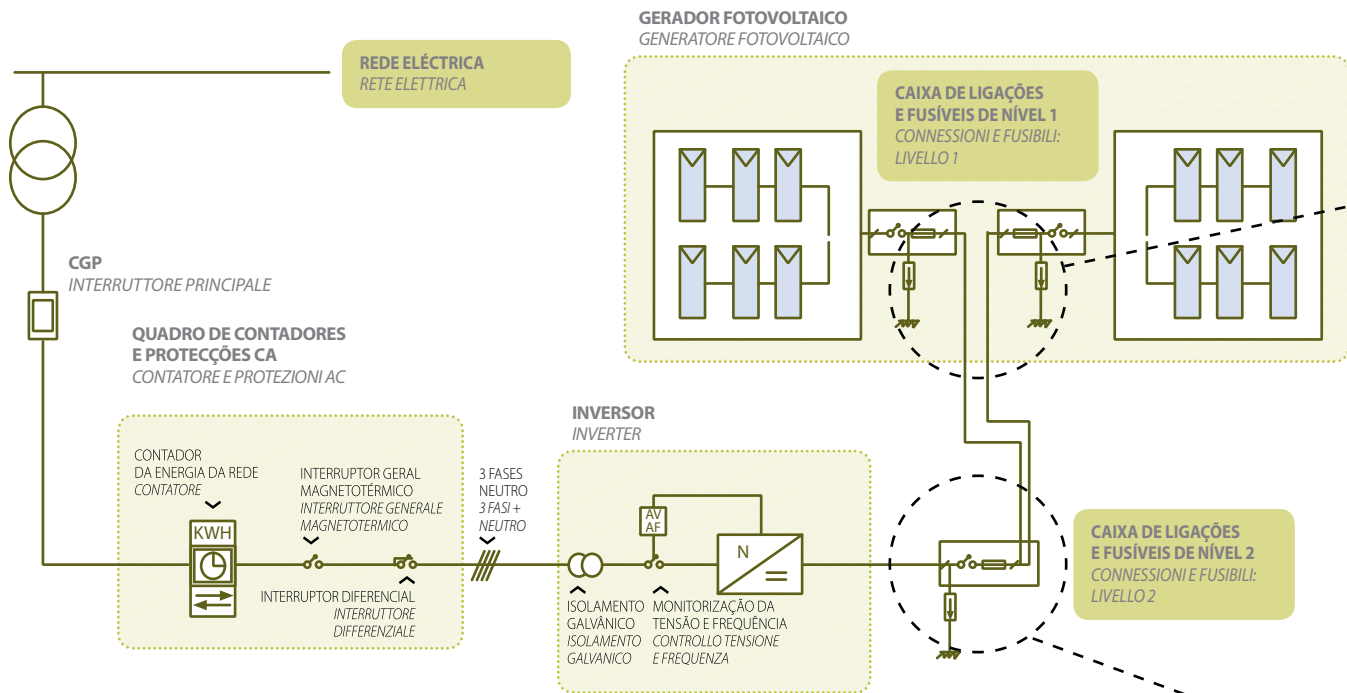 GERADOR FOTOVOLTAICO
GENERATORE FOTOVOLTAICO
REDE ELÉCTRICA
RETE ELETTRICA
CAIXA DE LIGAÇÕES
E FUSÍVEIS DE NÍVEL 1
CONNESSIONI E FUSIBILI:
LIVELLO 1
CGP
INTERRUTTORE PRINCIPALE
QUADRO DE CONTADORES
E PROTECÇÕES CA
CONTATORE E PROTEZIONI AC
INVERSOR
INVERTER
CONTADOR
DA ENERGIA DA REDE
CONTATORE
KWH
INTERRUPTOR GERAL
MAGNETOTÉRMICO
INTERRUTTORE GENERALE
MAGNETOTERMICO
INTERRUPTOR DIFERENCIAL
INTERRUTTORE
DIFFERENZIALE
3 FASES
NEUTRO
3 FASI +
NEUTRO
AV
AF
N
ISOLAMENTO
GALVÂNICO
ISOLAMENTO
GALVANICO
MONITORIZAÇÃO DA
TENSÃO E FREQUÊNCIA
CONTROLLO TENSIONE
E FREQUENZA
CAIXA DE LIGAÇÕES
E FUSÍVEIS DE NÍVEL 2
CONNESSIONI E FUSIBILI:
LIVELLO 2